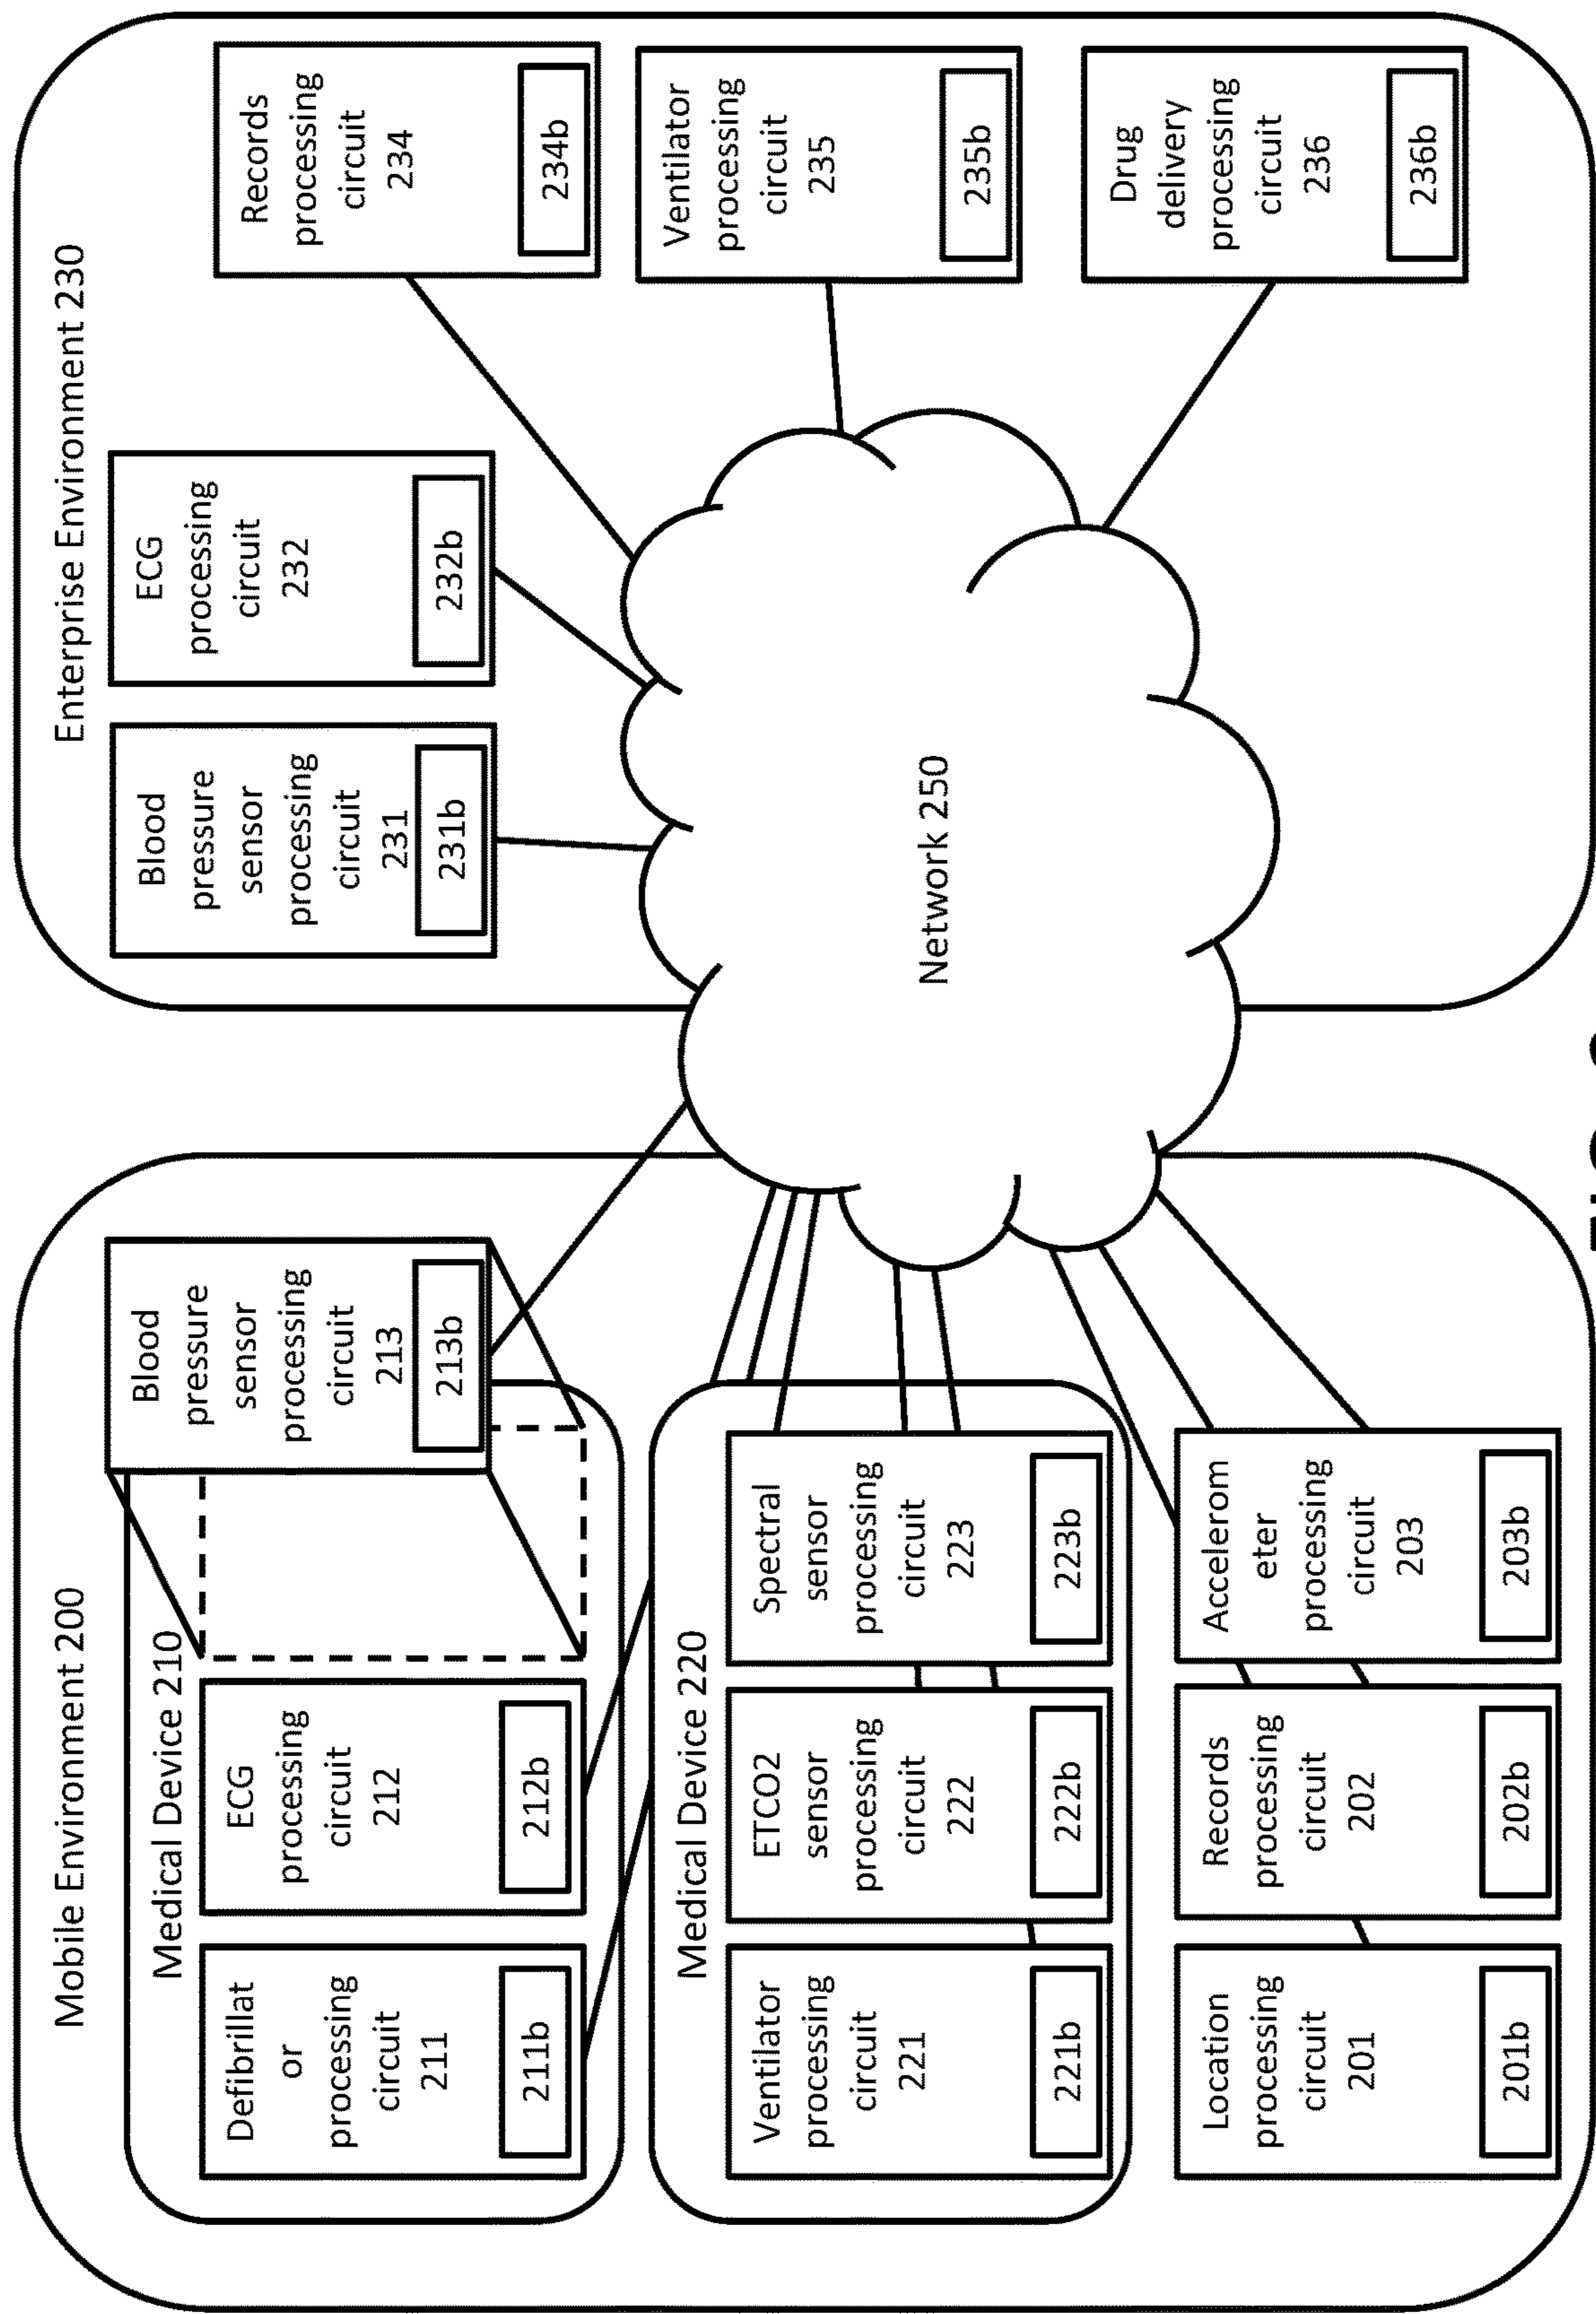 Mobile Environment 200
Medical Device 210
Defibrillat
or
processing
circuit
211
211b
ECG
processing
circuit
212
212b
Blood
pressure
sensor
processing
circuit
213
213b
Medical Device 220
Ventilator
processing
circuit
221
221b
ETCO2
sensor
processing
circuit
222
222b
Spectral
sensor
processing
circuit
223
223b
Location
processing
circuit
201
201b
Records
processing
circuit
202
202b
Accelerom
eter
processing
circuit
203
203b
Network 250
Enterprise Environment 230
Blood
pressure
sensor
processing
circuit
231
231b
ECG
processing
circuit
232
232b
Records
processing
circuit
234
234b
Ventilator
processing
circuit
235
235b
Drug
delivery
processing
circuit
236
236b